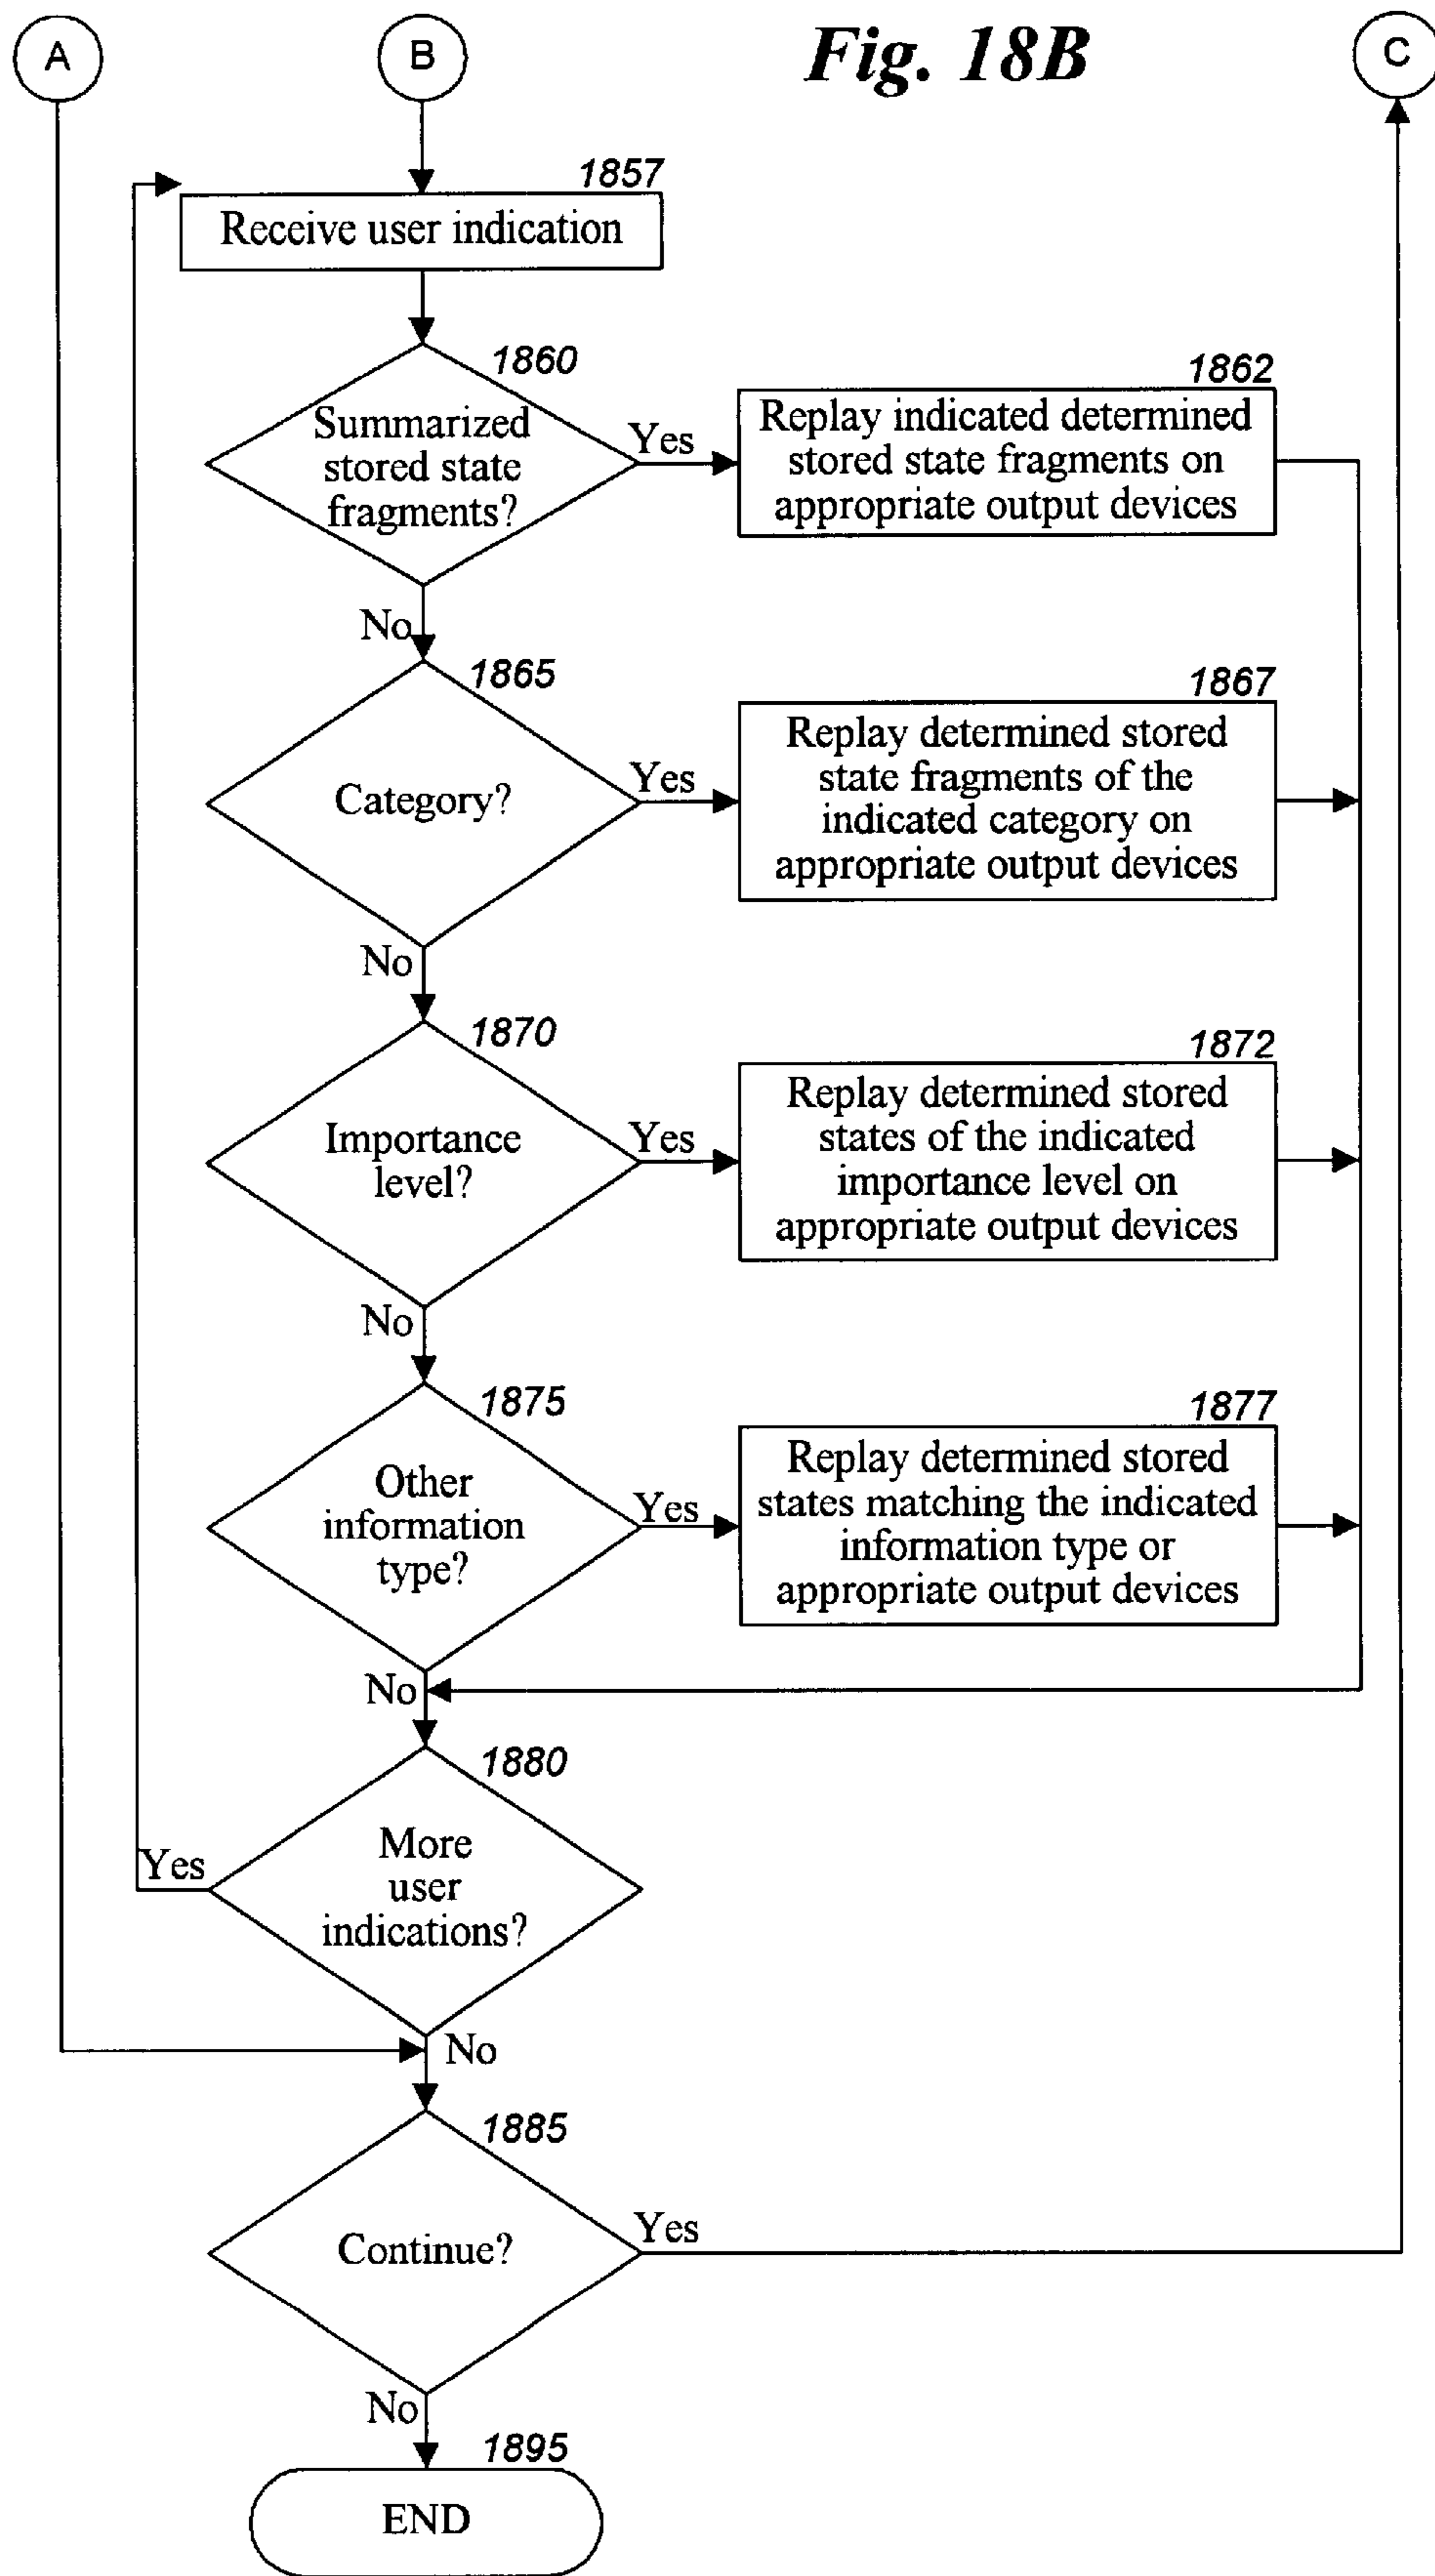 A
B
Fig. 18B
C
1857
Receive user indication
1860
Summarized
stored state
fragments?
Yes
1862
Replay indicated determined
stored state fragments on
appropriate output devices
No
1865
Category?
Yes
1867
Replay determined stored
state fragments of the
indicated category on
appropriate output devices
No
1870
Importance
level?
Yes
1872
Replay determined stored
states of the indicated
importance level on
appropriate output devices
No
1875
Other
information
type?
Yes
1877
Replay determined stored
states matching the indicated
information type or
appropriate output devices
No
1880
More
user
indications?
Yes
No
1885
Continue?
Yes
No
1895
END